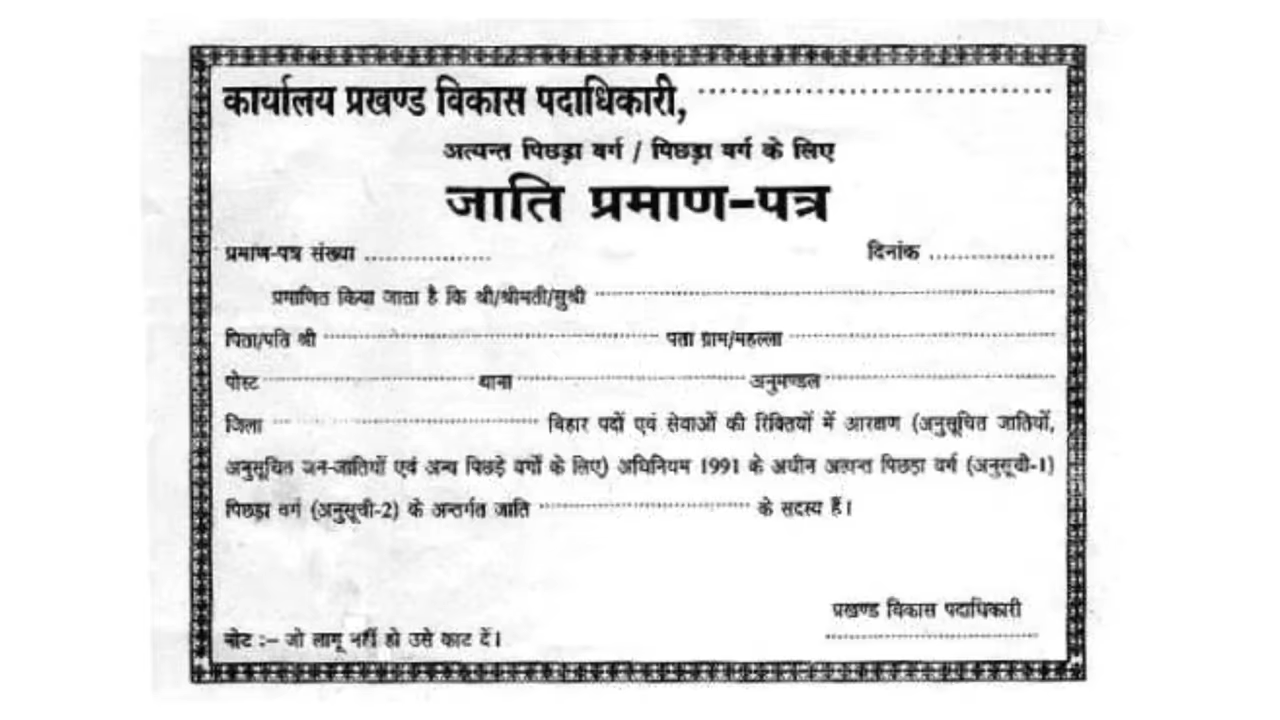 कार्यालय प्रखण्ड विकास पदाधिकारी, ........................................
अत्यन्त पिछड़ा वर्ग / पिछड़ा वर्ग के लिए
जाति प्रमाण-पत्र
प्रमाण-पत्र संख्या ................... दिनांक ...................
प्रमाणित किया जाता है कि श्री/श्रीमती/सुश्री ........................................
पिता/पति श्री ........................................ पता ग्राम/महल्ला ........................................
पोस्ट ........................................ थाना ........................................ अनुमण्डल ........................................
जिला ........................................ बिहार पदों एवं सेवाओं की रिक्तियों में आरक्षण (अनुसूचित जातियों,
अनुसूचित जन-जातियों एवं अन्य पिछड़े वर्गों के लिए) अधिनियम 1991 के अधीन अत्यन्त पिछड़ा वर्ग (अनुसूची-1)
पिछड़ा वर्ग (अनुसूची-2) के अन्तर्गत जाति ........................................ के सदस्य हैं।
प्रखण्ड विकास पदाधिकारी
........................................
नोट :– जो लागू नहीं हो उसे काट दें।